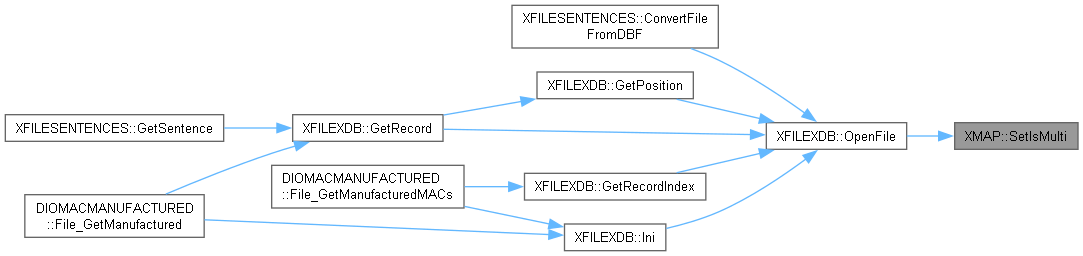 XFILESENTENCES::ConvertFile
FromDBF
XFILEXDB::GetPosition
XFILESENTENCES::GetSentence
XFILEXDB::GetRecord
XFILEXDB::OpenFile
XMAP::SetIsMulti
DIOMACMANUFACTURED
::File_GetManufacturedMACs
XFILEXDB::GetRecordIndex
DIOMACMANUFACTURED
::File_GetManufactured
XFILEXDB::Ini